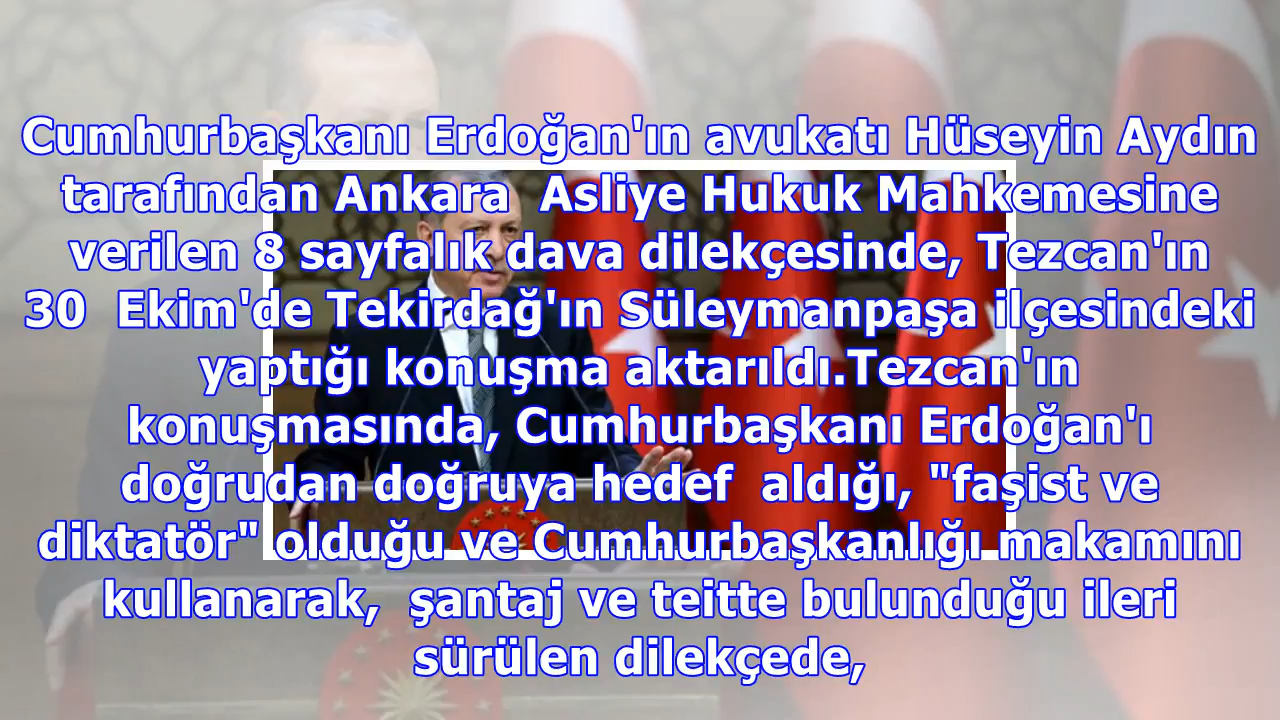 Cumhurbaşkanı Erdoğan'ın avukatı Hüseyin Aydın
tarafından Ankara  Asliye Hukuk Mahkemesine
verilen 8 sayfalık dava dilekçesinde, Tezcan'ın
30  Ekim'de Tekirdağ'ın Süleymanpaşa ilçesindeki
yaptığı konuşma aktarıldı.Tezcan'ın
konuşmasında, Cumhurbaşkanı Erdoğan'ı
doğrudan doğruya hedef  aldığı, "faşist ve
diktatör" olduğu ve Cumhurbaşkanlığı makamını
kullanarak,  şantaj ve teitte bulunduğu ileri
sürülen dilekçede,